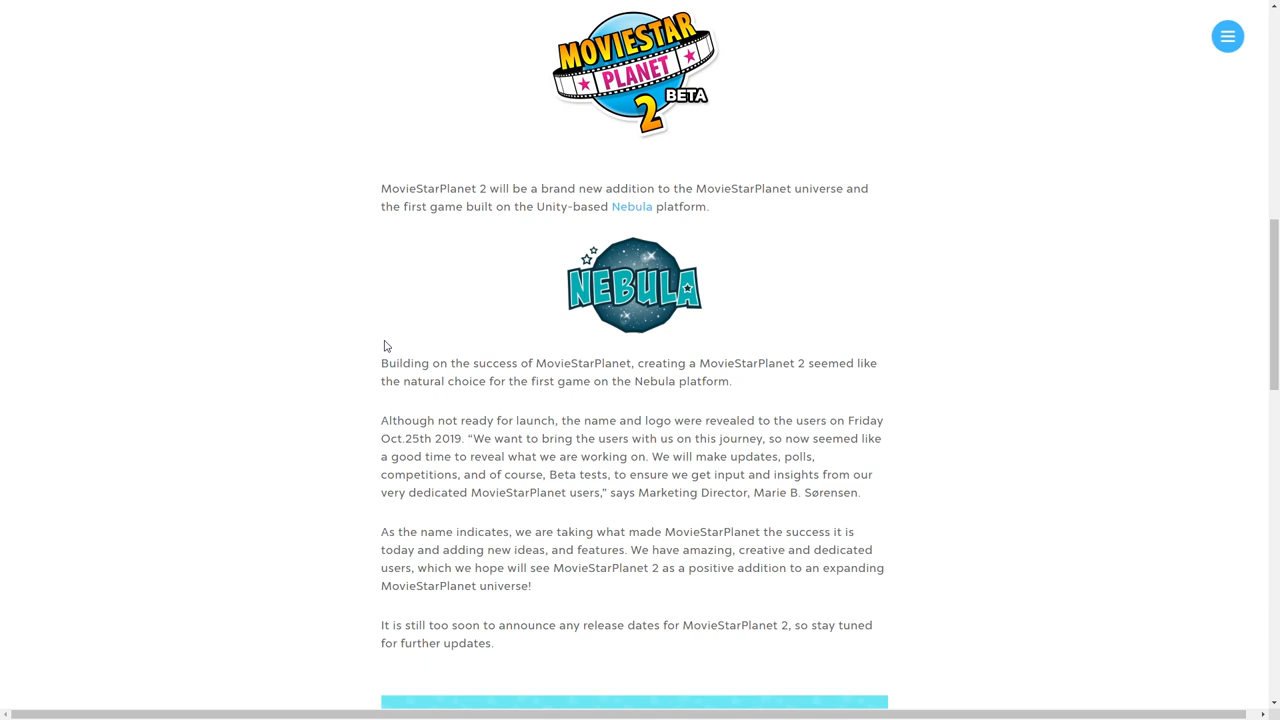 MOVIESTAR
PLANET
2 BETA
MovieStarPlanet 2 will be a brand new addition to the MovieStarPlanet universe and
the first game built on the Unity-based Nebula platform.
NEBULA
Building on the success of MovieStarPlanet, creating a MovieStarPlanet 2 seemed like
the natural choice for the first game on the Nebula platform.
Although not ready for launch, the name and logo were revealed to the users on Friday
Oct.25th 2019. “We want to bring the users with us on this journey, so now seemed like
a good time to reveal what we are working on. We will make updates, polls,
competitions, and of course, Beta tests, to ensure we get input and insights from our
very dedicated MovieStarPlanet users,” says Marketing Director, Marie B. Sørensen.
As the name indicates, we are taking what made MovieStarPlanet the success it is
today and adding new ideas, and features. We have amazing, creative and dedicated
users, which we hope will see MovieStarPlanet 2 as a positive addition to an expanding
MovieStarPlanet universe!
It is still too soon to announce any release dates for MovieStarPlanet 2, so stay tuned
for further updates.